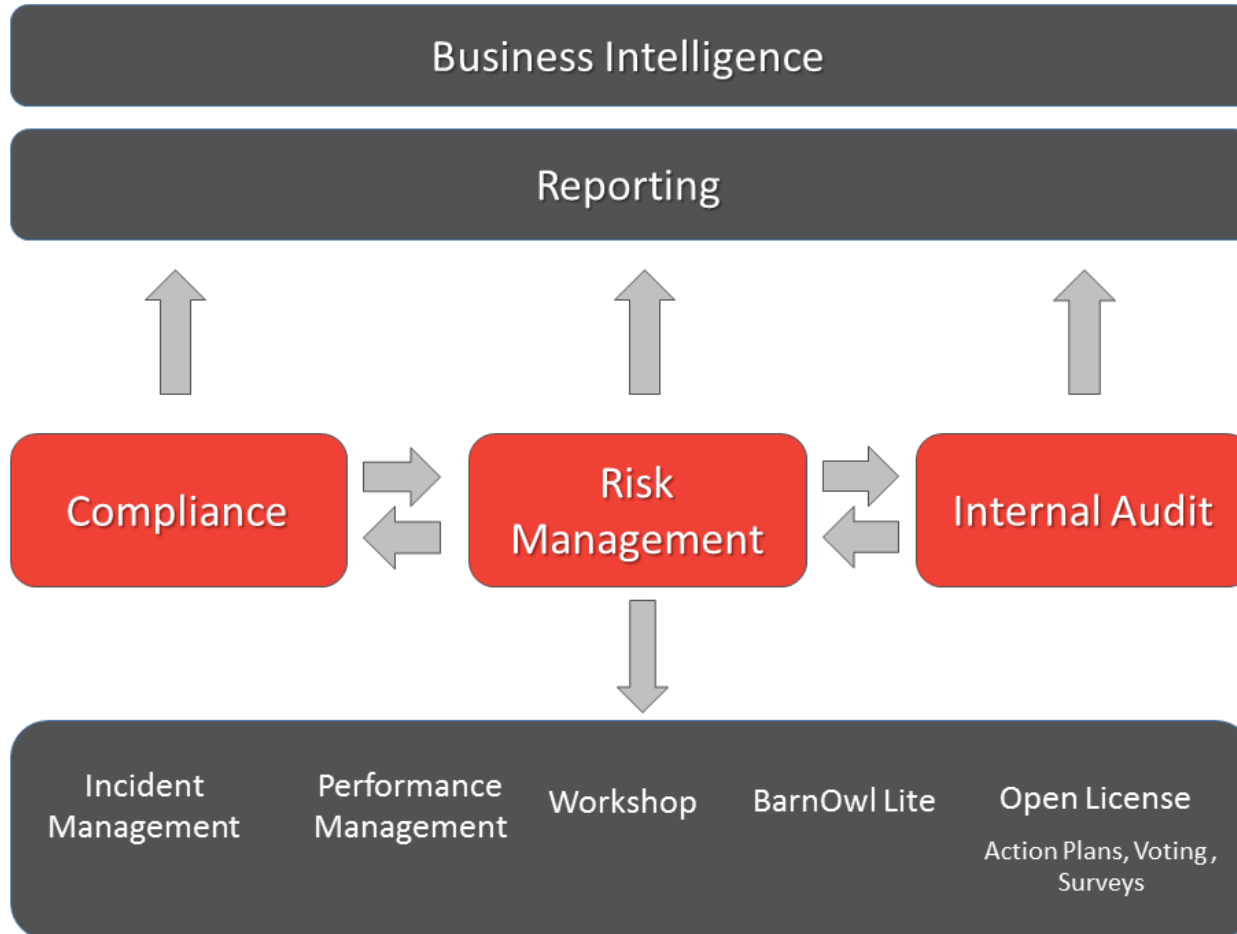 Business Intelligence
Reporting
Compliance
Risk
Management
Internal Audit
Incident
Management
Performance
Management
Workshop
BarnOwl Lite
Open License
Action Plans, Voting ,
Surveys